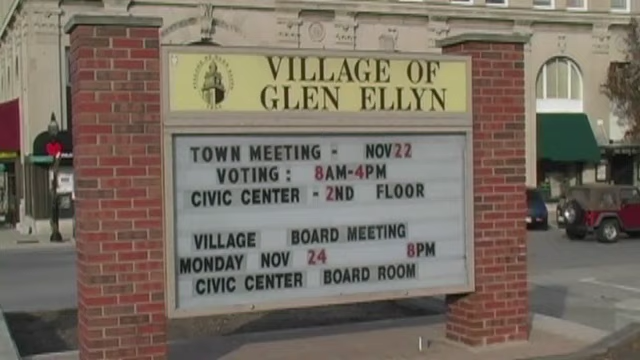 VILLAGE OF
GLEN ELLYN
TOWN MEETING - NOV 22
VOTING : 8AM-4PM
CIVIC CENTER - 2ND FLOOR
VILLAGE BOARD MEETING
MONDAY NOV 24 8PM
CIVIC CENTER BOARD ROOM